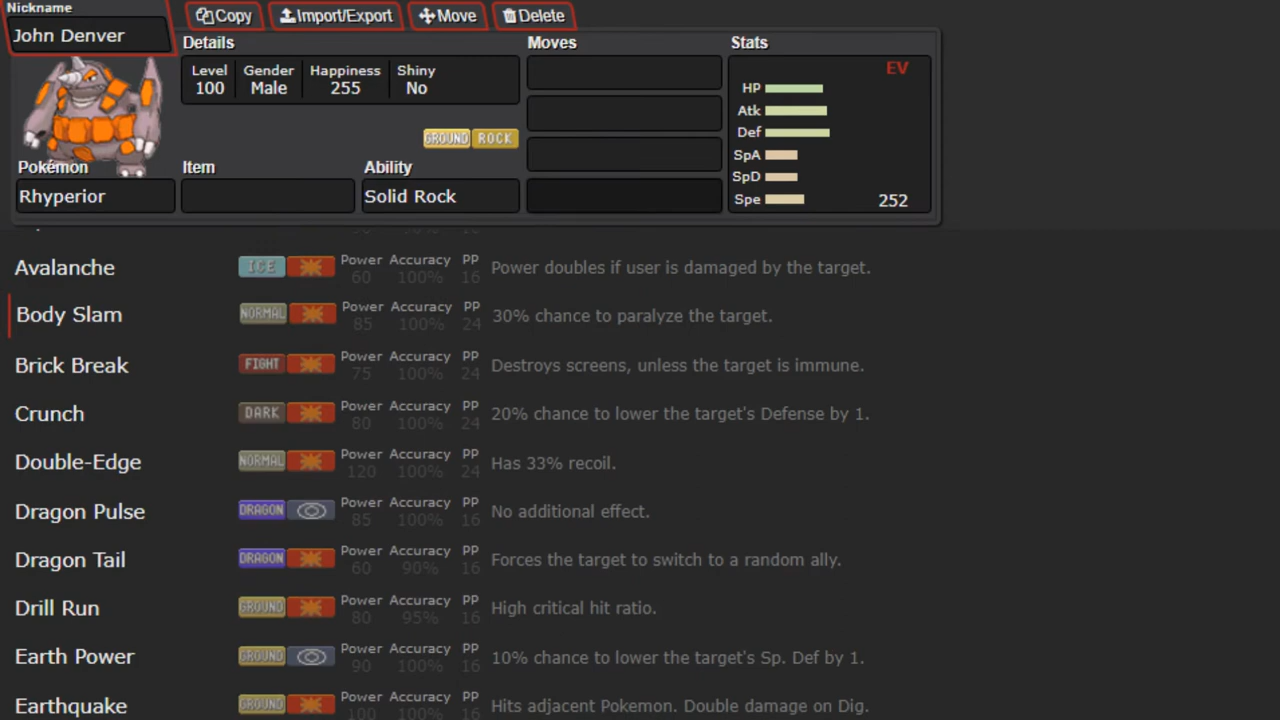 Nickname
John Denver
Copy Import/Export Move Delete
Details
Moves
Stats
Level Gender Happiness Shiny
100 Male 255 No
EV
HP
Atk
Def
SpA
SpD
Spe 252
GROUND ROCK
Pokémon Item Ability
Rhyperior Solid Rock
Avalanche ICE Power Accuracy PP Power doubles if user is damaged by the target.
60 100% 16
Body Slam NORMAL Power Accuracy PP 30% chance to paralyze the target.
85 100% 24
Brick Break FIGHT Power Accuracy PP Destroys screens, unless the target is immune.
75 100% 24
Crunch DARK Power Accuracy PP 20% chance to lower the target's Defense by 1.
80 100% 24
Double-Edge NORMAL Power Accuracy PP Has 33% recoil.
120 100% 24
Dragon Pulse DRAGON Power Accuracy PP No additional effect.
85 100% 16
Dragon Tail DRAGON Power Accuracy PP Forces the target to switch to a random ally.
60 90% 16
Drill Run GROUND Power Accuracy PP High critical hit ratio.
80 95% 16
Earth Power GROUND Power Accuracy PP 10% chance to lower the target's Sp. Def by 1.
90 100% 16
Earthquake GROUND Power Accuracy PP Hits adjacent Pokemon. Double damage on Dig.
100 100% 16